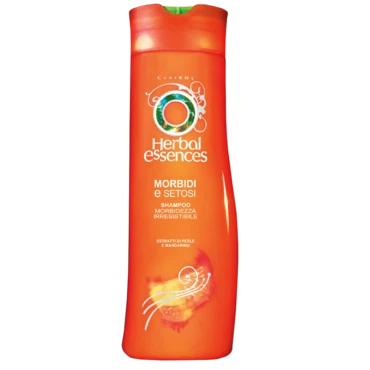 CLAIROL
Herbal
essences
MORBIDI
e SETOSI
SHAMPOO
MORBIDEZZA
IRRESISTIBILE
ESTRATTI DI PERLE
E MANDARINO